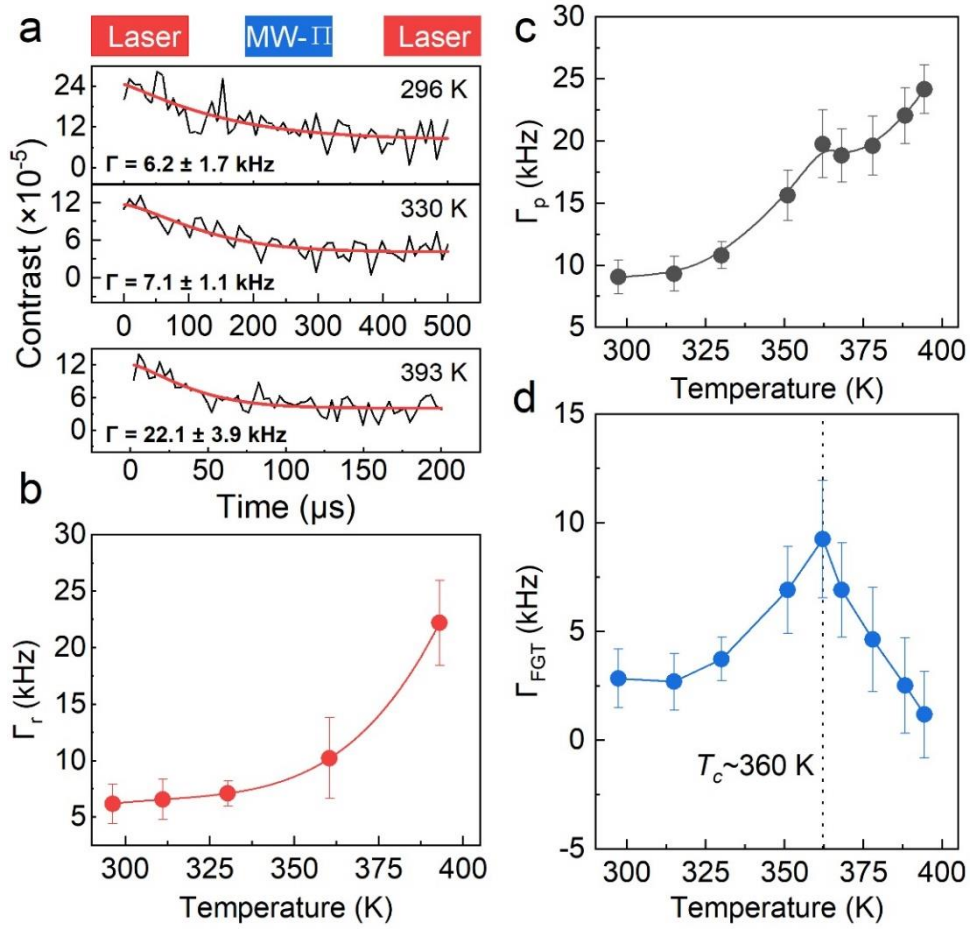 a
Laser MW-Π Laser
24
12
0
296 K
Γ = 6.2 ± 1.7 kHz
12
6
0
330 K
Γ = 7.1 ± 1.1 kHz
0 100 200 300 400 500
12
6
0
393 K
Γ = 22.1 ± 3.9 kHz
0 50 100 150 200
Time (μs)
Contrast (×10⁻⁵)
b
30
25
20
15
10
5
Γr (kHz)
300 325 350 375 400
Temperature (K)
c
25
20
15
10
5
Γp (kHz)
300 325 350 375 400
Temperature (K)
d
15
10
5
0
-5
ΓFGT (kHz)
Tc~360 K
300 325 350 375 400
Temperature (K)